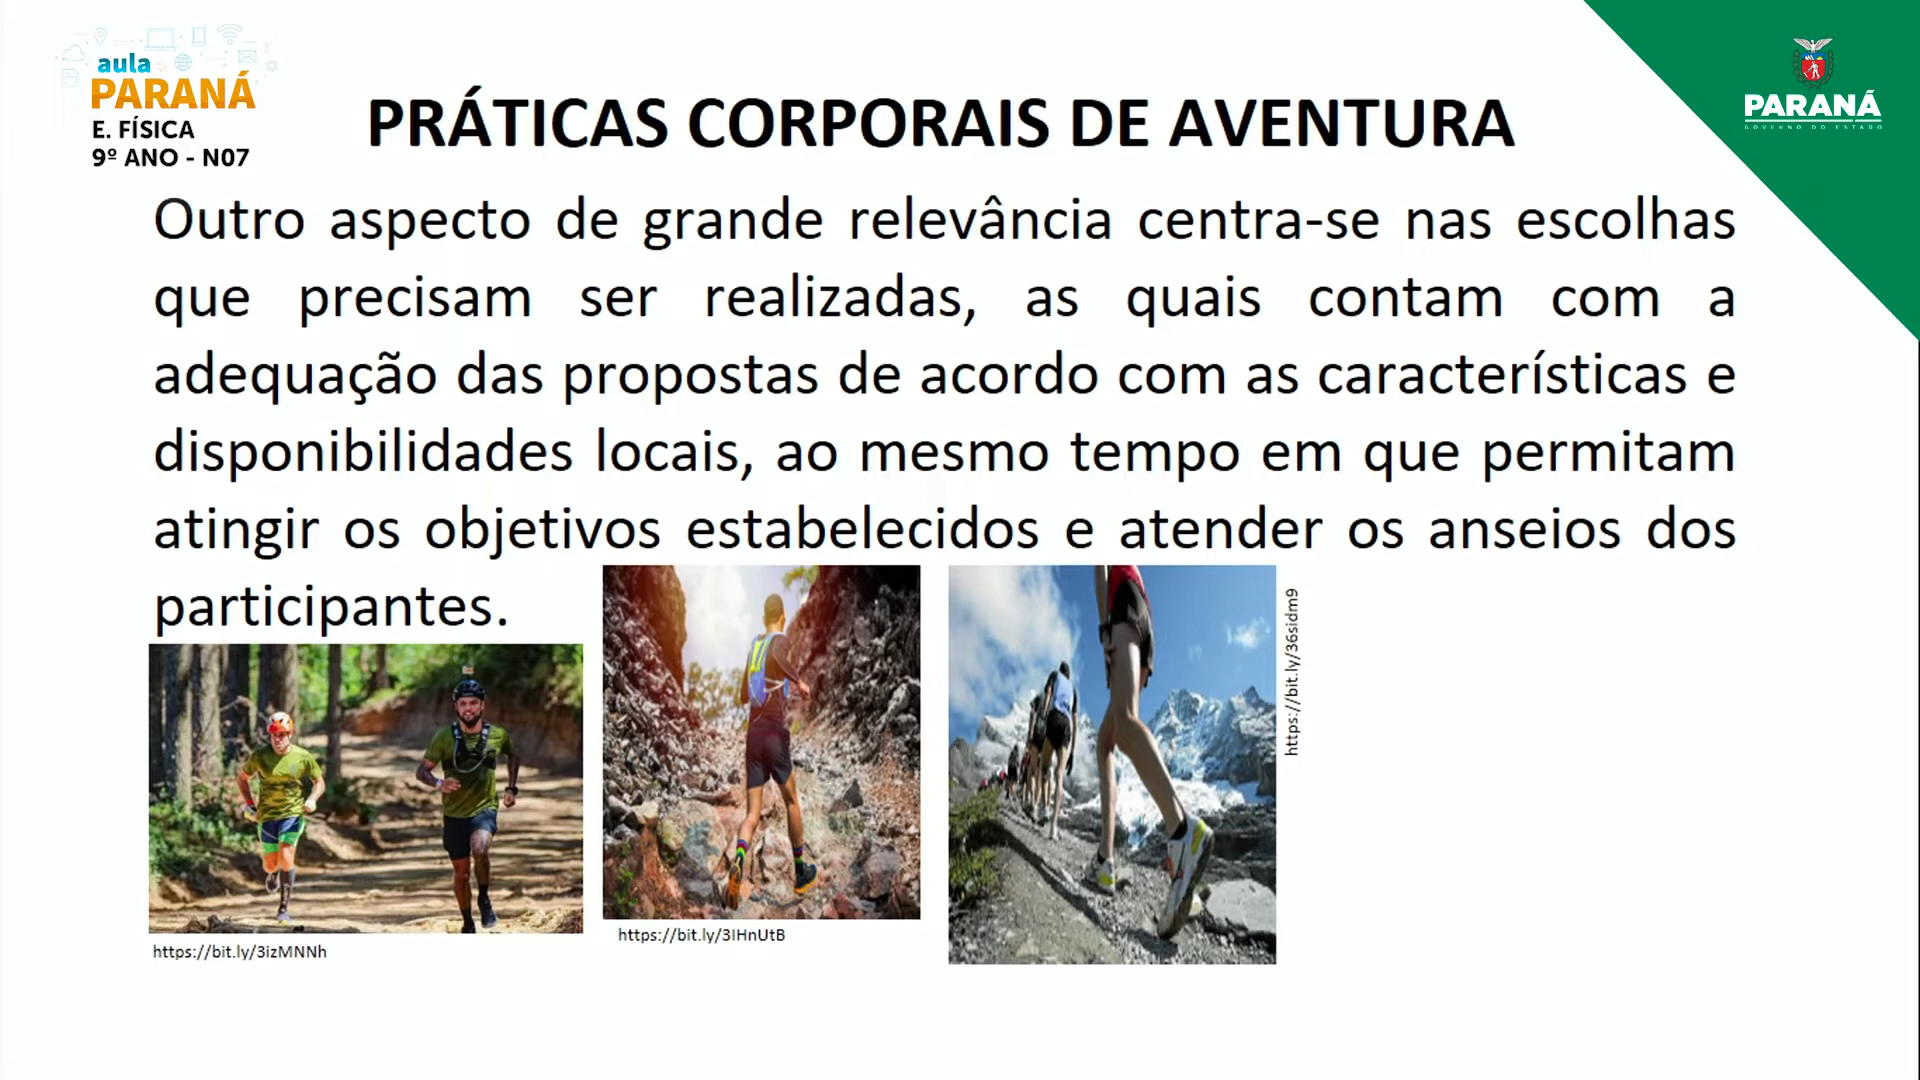 aula
PARANÁ
E. FÍSICA
9º ANO - N07
PRÁTICAS CORPORAIS DE AVENTURA
PARANÁ
GOVERNO DO ESTADO
Outro aspecto de grande relevância centra-se nas escolhas
que precisam ser realizadas, as quais contam com a
adequação das propostas de acordo com as características e
disponibilidades locais, ao mesmo tempo em que permitam
atingir os objetivos estabelecidos e atender os anseios dos
participantes.
https://bit.ly/3izMNNh
https://bit.ly/3IHnUtB
https://bit.ly/36sidm9